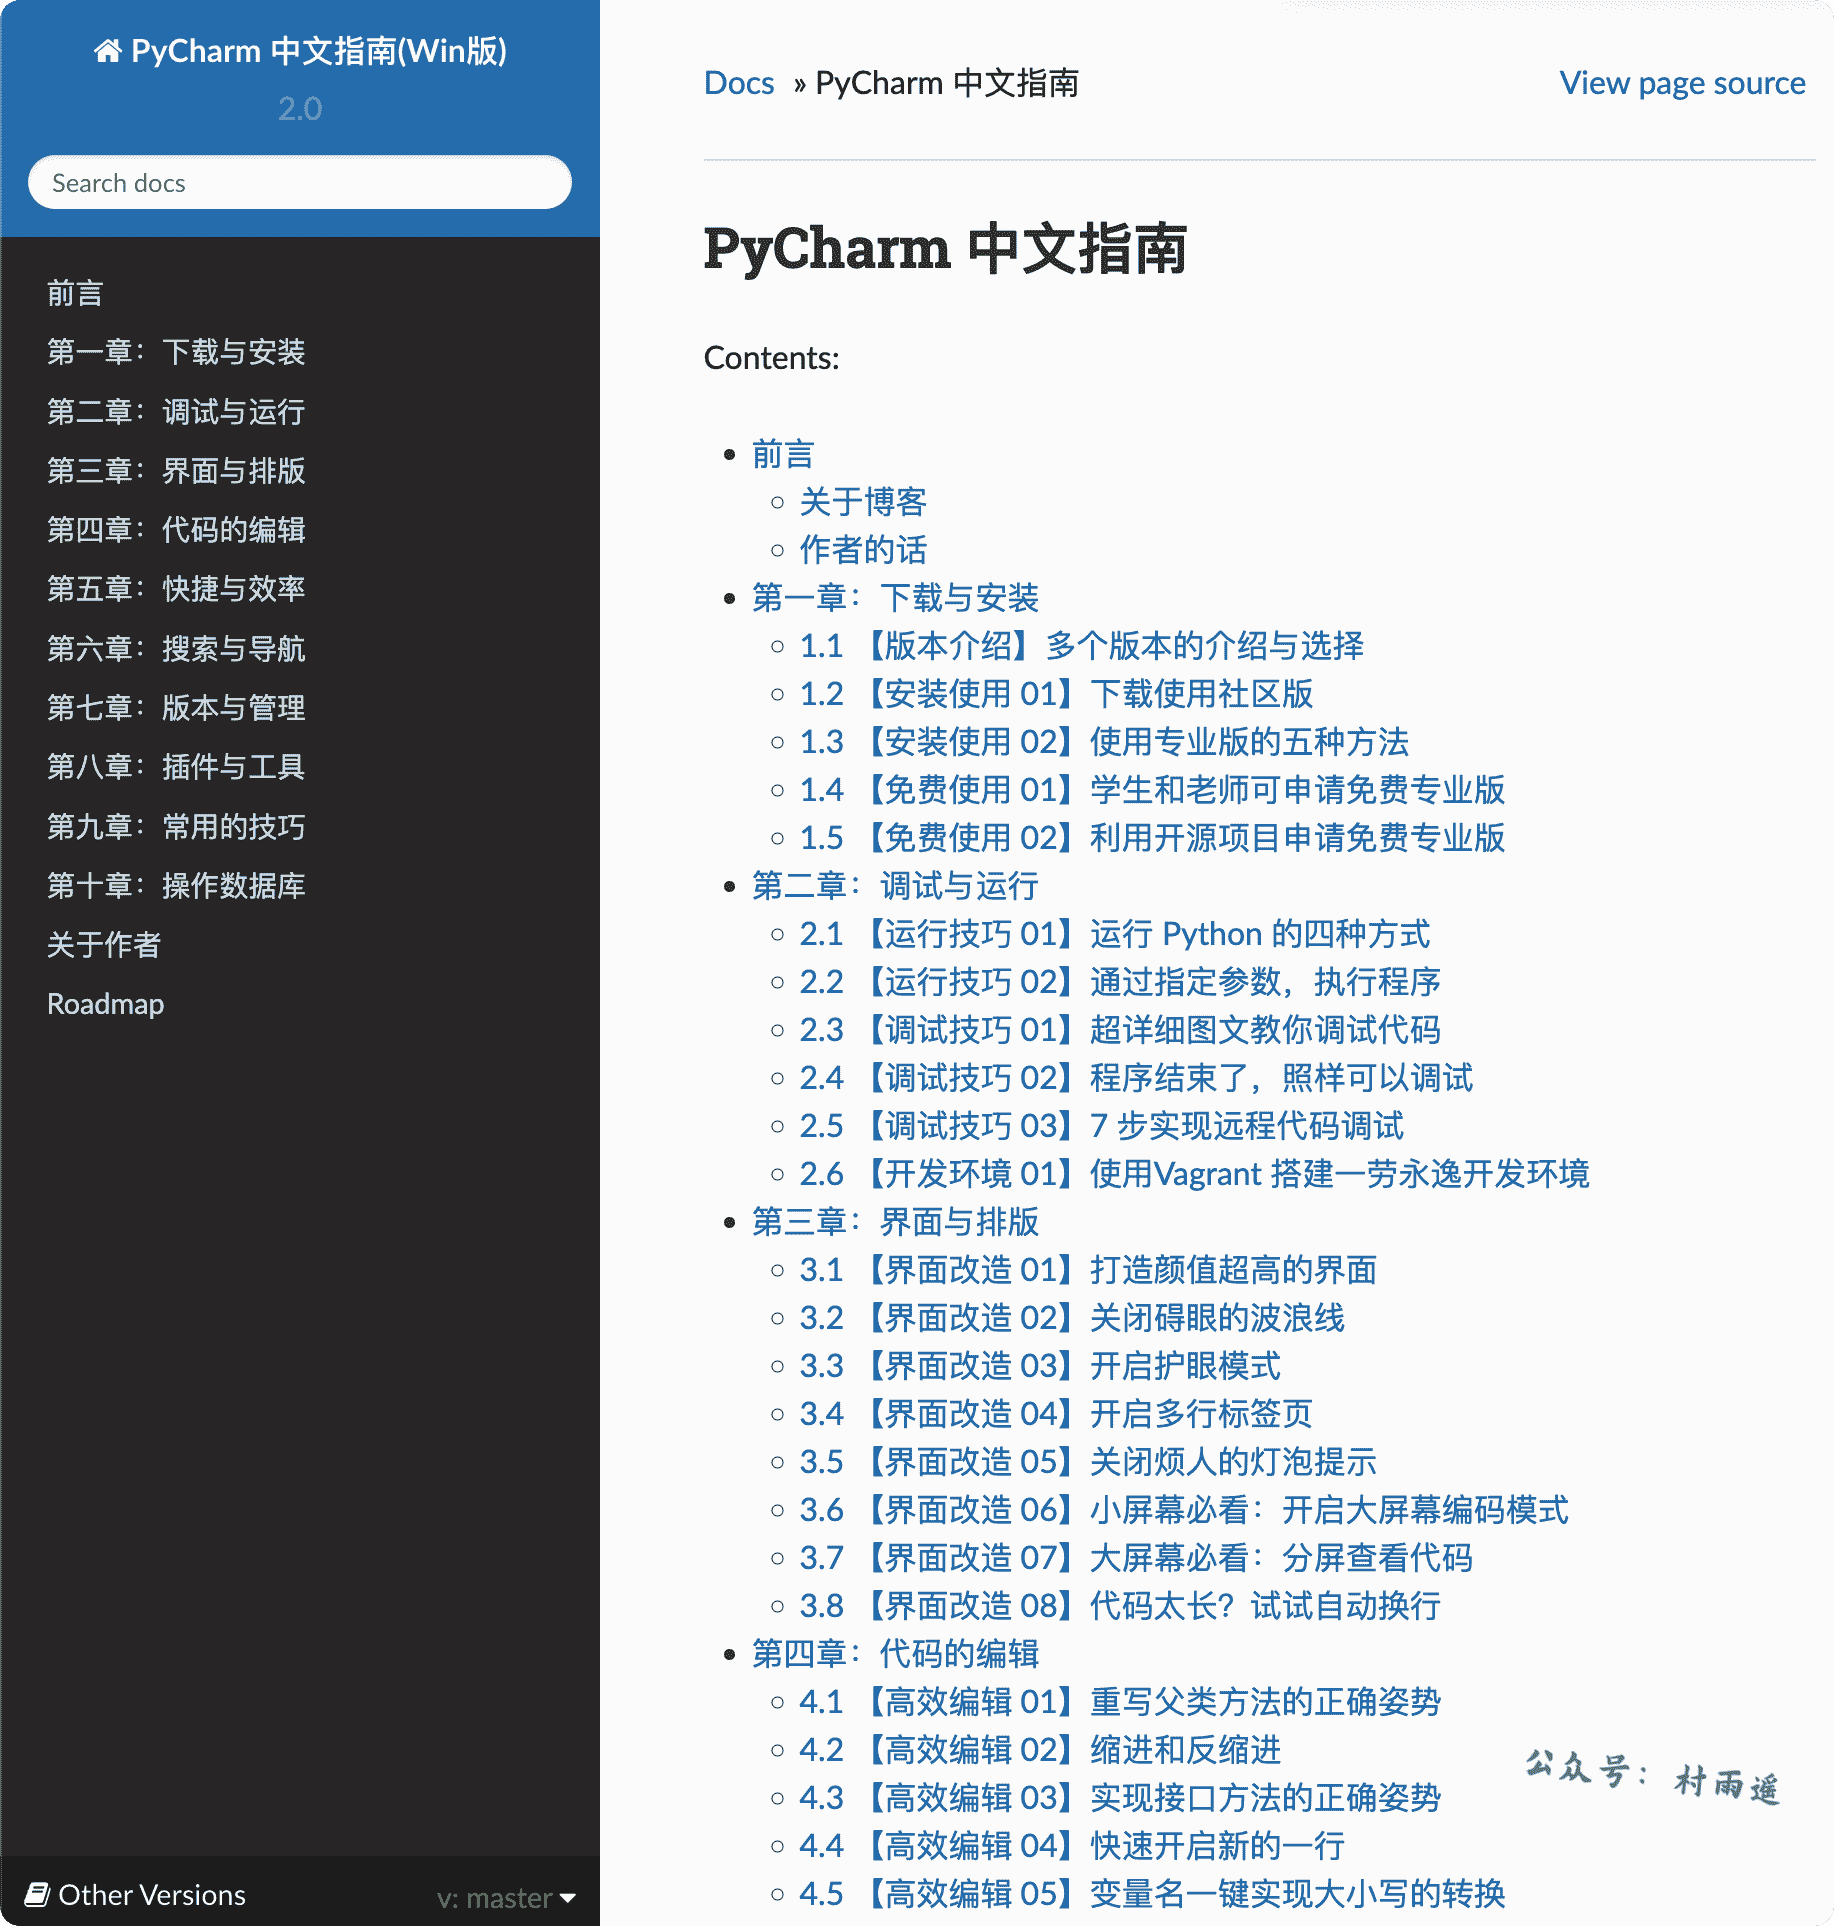 PyCharm 中文指南(Win版)
2.0
Search docs
前言
第一章：下载与安装
第二章：调试与运行
第三章：界面与排版
第四章：代码的编辑
第五章：快捷与效率
第六章：搜索与导航
第七章：版本与管理
第八章：插件与工具
第九章：常用的技巧
第十章：操作数据库
关于作者
Roadmap
Other Versions
v: master
Docs » PyCharm 中文指南
View page source
PyCharm 中文指南
Contents:
前言
关于博客
作者的话
第一章：下载与安装
1.1 【版本介绍】多个版本的介绍与选择
1.2 【安装使用 01】下载使用社区版
1.3 【安装使用 02】使用专业版的五种方法
1.4 【免费使用 01】学生和老师可申请免费专业版
1.5 【免费使用 02】利用开源项目申请免费专业版
第二章：调试与运行
2.1 【运行技巧 01】运行 Python 的四种方式
2.2 【运行技巧 02】通过指定参数，执行程序
2.3 【调试技巧 01】超详细图文教你调试代码
2.4 【调试技巧 02】程序结束了，照样可以调试
2.5 【调试技巧 03】7 步实现远程代码调试
2.6 【开发环境 01】使用Vagrant 搭建一劳永逸开发环境
第三章：界面与排版
3.1 【界面改造 01】打造颜值超高的界面
3.2 【界面改造 02】关闭碍眼的波浪线
3.3 【界面改造 03】开启护眼模式
3.4 【界面改造 04】开启多行标签页
3.5 【界面改造 05】关闭烦人的灯泡提示
3.6 【界面改造 06】小屏幕必看：开启大屏幕编码模式
3.7 【界面改造 07】大屏幕必看：分屏查看代码
3.8 【界面改造 08】代码太长？试试自动换行
第四章：代码的编辑
4.1 【高效编辑 01】重写父类方法的正确姿势
4.2 【高效编辑 02】缩进和反缩进
4.3 【高效编辑 03】实现接口方法的正确姿势
4.4 【高效编辑 04】快速开启新的一行
4.5 【高效编辑 05】变量名一键实现大小写的转换
公众号：村雨遥